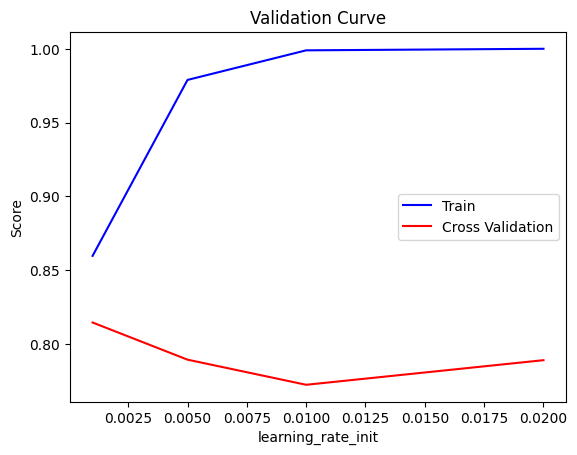 Validation Curve
1.00
0.95
0.90
0.85
0.80
Score
Train
Cross Validation
0.0025 0.0050 0.0075 0.0100 0.0125 0.0150 0.0175 0.0200
learning_rate_init